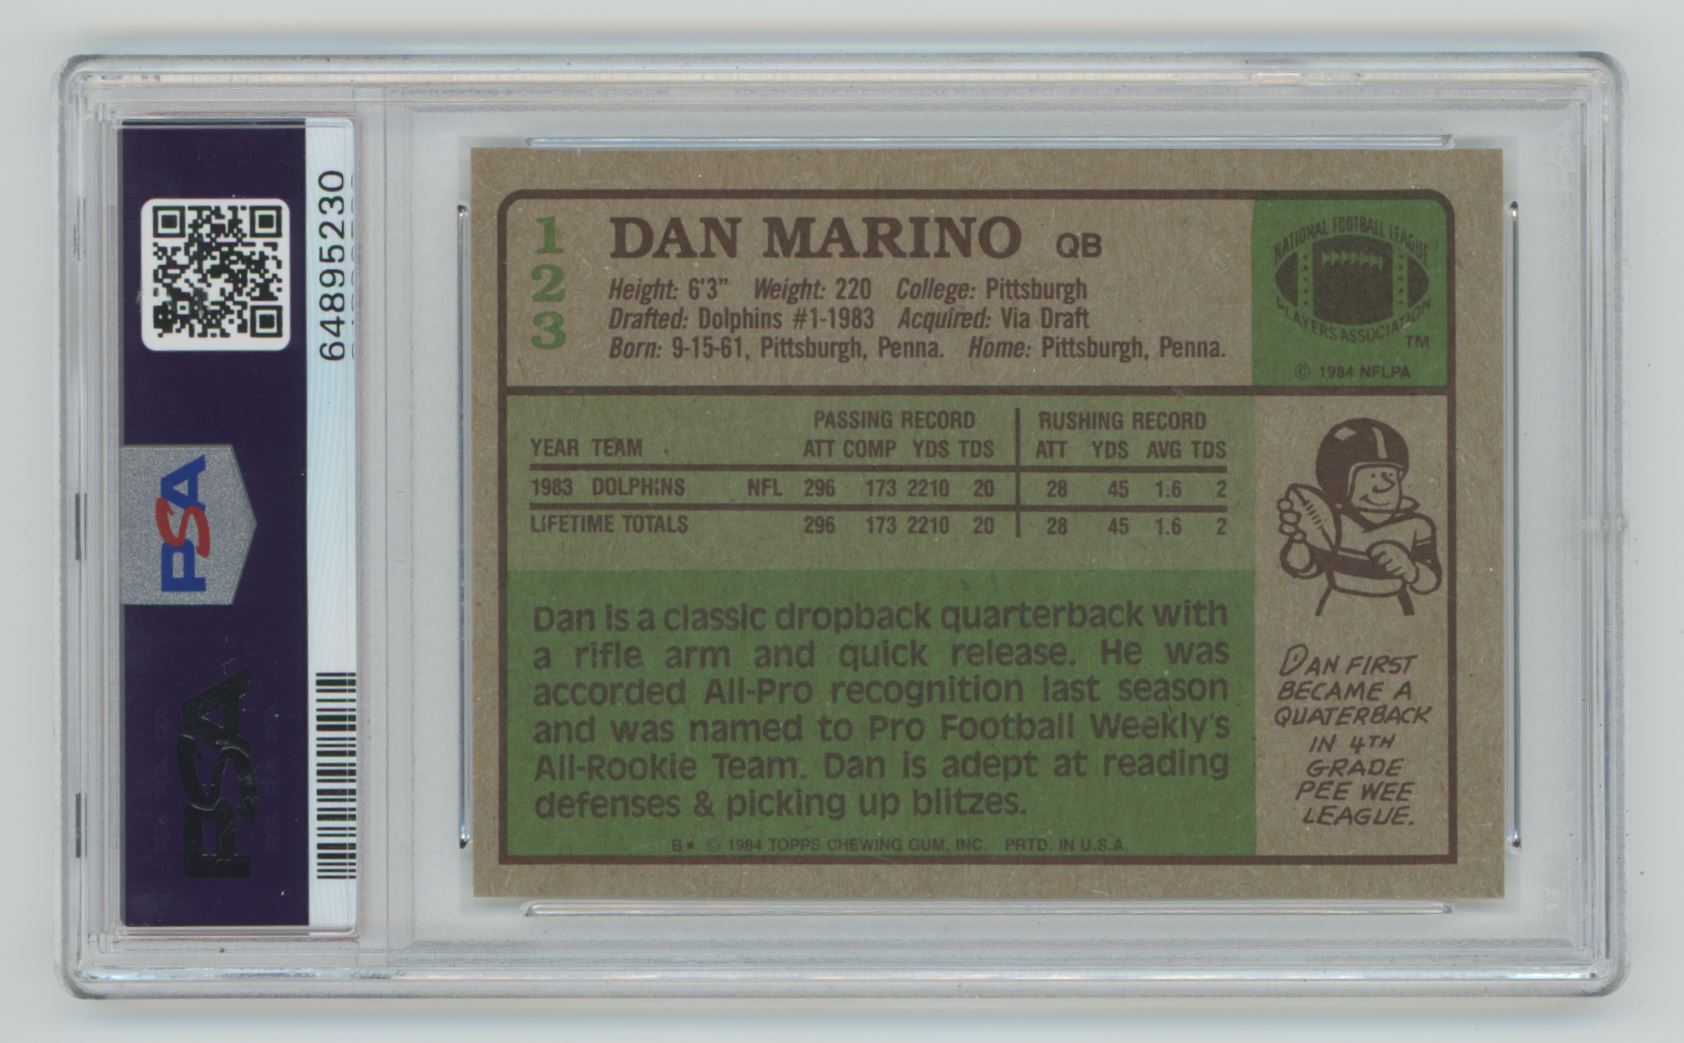 64895230
PSA
PSA
123
DAN MARINO QB
Height: 6'3" Weight: 220 College: Pittsburgh
Drafted: Dolphins #1-1983 Acquired: Via Draft
Born: 9-15-61, Pittsburgh, Penna. Home: Pittsburgh, Penna.
NATIONAL FOOTBALL LEAGUE
PLAYERS ASSOCIATION
TM
© 1984 NFLPA
PASSING RECORD RUSHING RECORD
YEAR TEAM ATT COMP YDS TDS ATT YDS AVG TDS
1983 DOLPHINS NFL 296 173 2210 20 28 45 1.6 2
LIFETIME TOTALS 296 173 2210 20 28 45 1.6 2
Dan is a classic dropback quarterback with
a rifle arm and quick release. He was
accorded All-Pro recognition last season
and was named to Pro Football Weekly's
All-Rookie Team. Dan is adept at reading
defenses & picking up blitzes.
B* © 1984 TOPPS CHEWING GUM, INC. PRTD. IN U.S.A.
DAN FIRST
BECAME A
QUATERBACK
IN 4TH
GRADE
PEE WEE
LEAGUE.